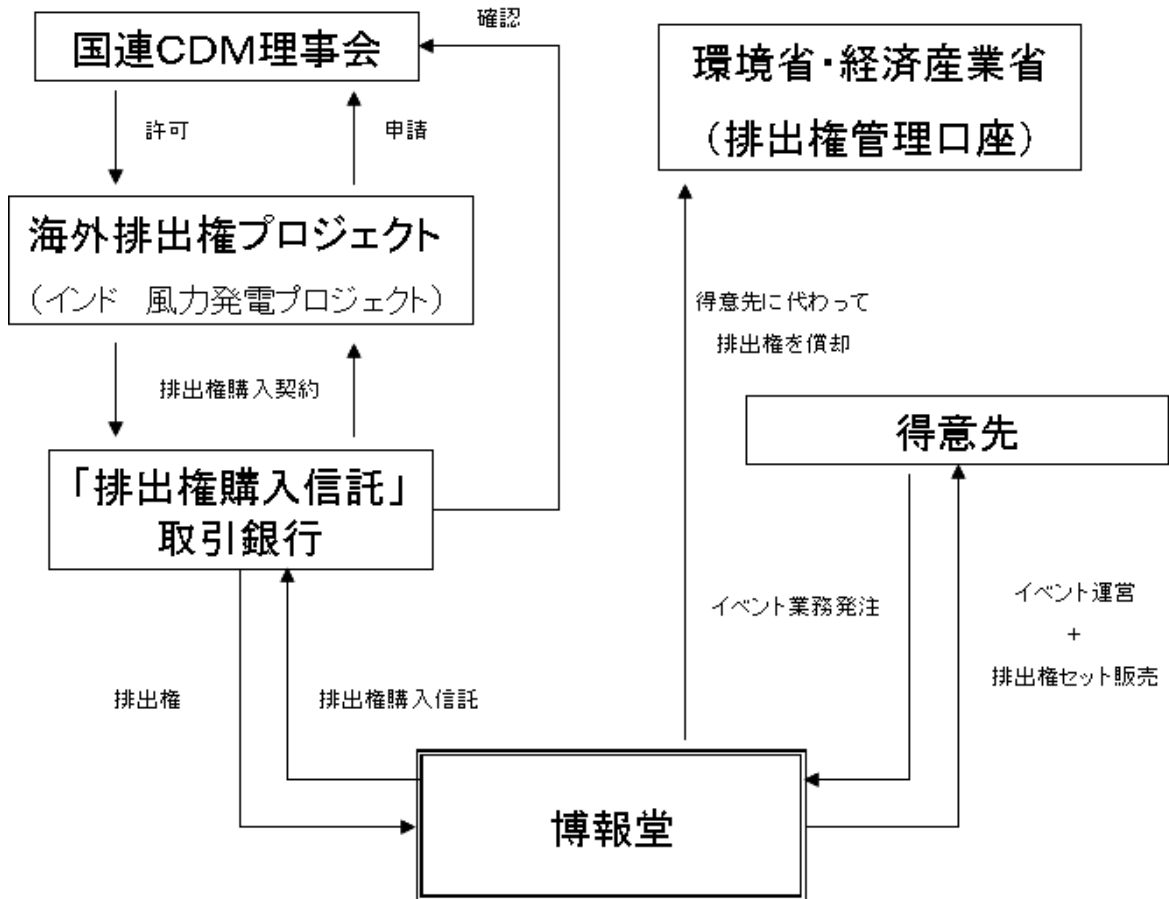 確認
国連CDM理事会
環境省・経済産業省
(排出権管理口座)
許可
申請
海外排出権プロジェクト
(インド　風力発電プロジェクト)
得意先に代わって
排出権を償却
排出権購入契約
得意先
「排出権購入信託」
取引銀行
イベント業務発注
イベント運営
+
排出権セット販売
排出権
排出権購入信託
博報堂